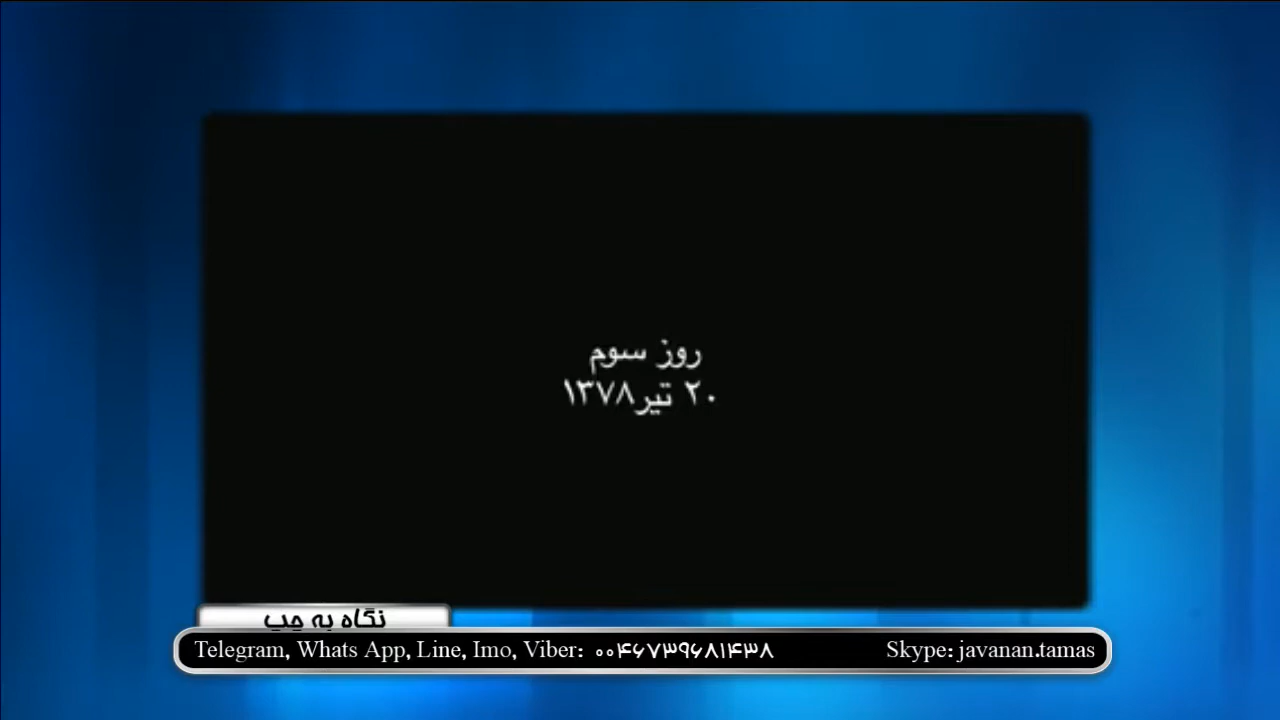 روز سوم
۲۰ تیر۱۳۷۸
نگاه به چپ
Telegram, Whats App, Line, Imo, Viber: ۰۰۴۶۷۳۹۶۸۱۴۳۸ Skype: javanan.tamas